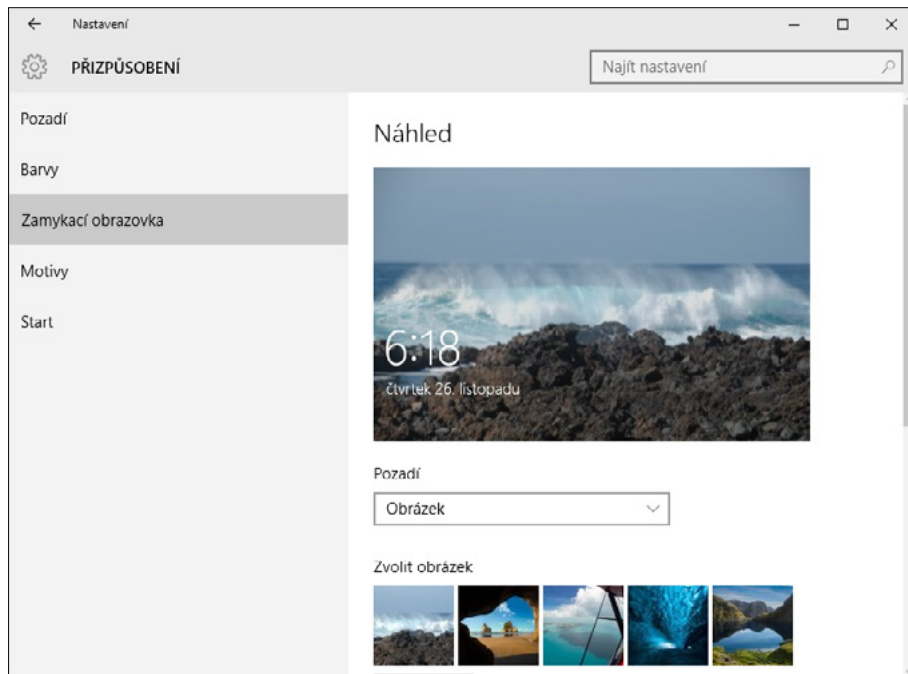 Nastavení
PŘIZPŮSOBENÍ
Najít nastavení
Pozadí
Barvy
Zamykací obrazovka
Motivy
Start
Náhled
6:18
čtvrtek 26. listopadu
Pozadí
Obrázek
Zvolit obrázek